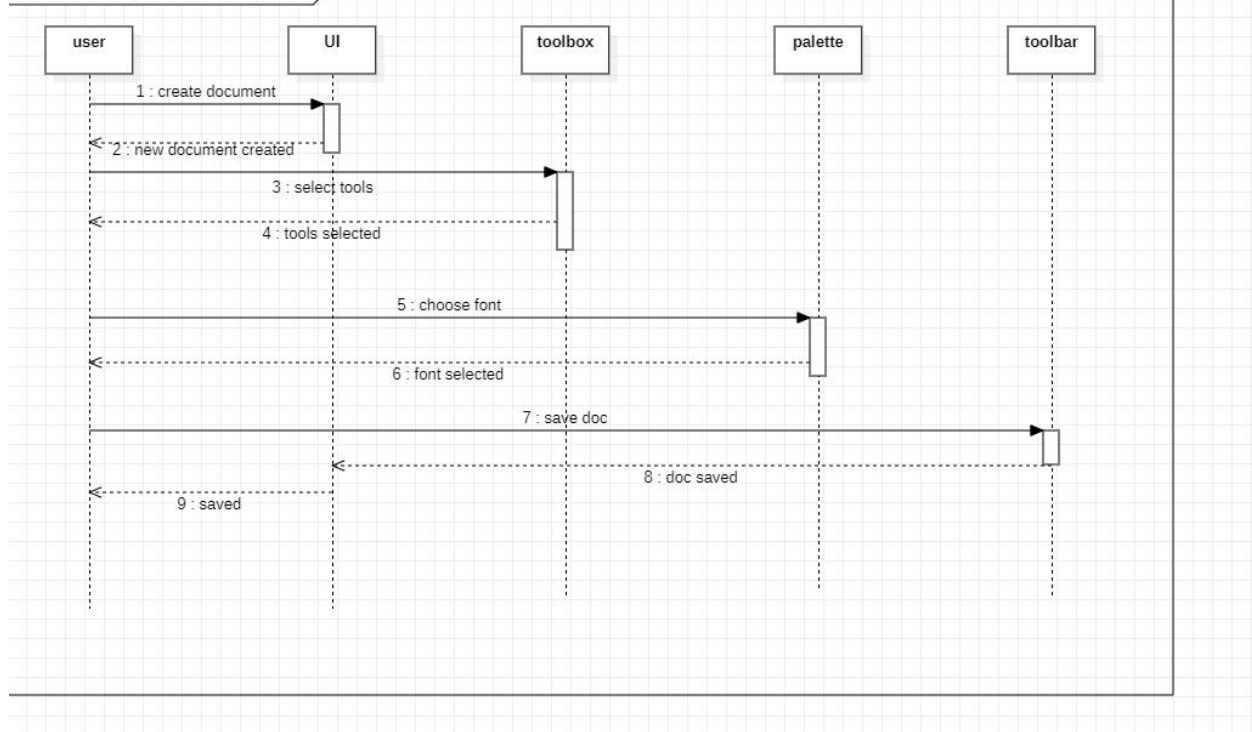 user
UI
toolbox
palette
toolbar
1 : create document
2 : new document created
3 : select tools
4 : tools selected
5 : choose font
6 : font selected
7 : save doc
8 : doc saved
9 : saved